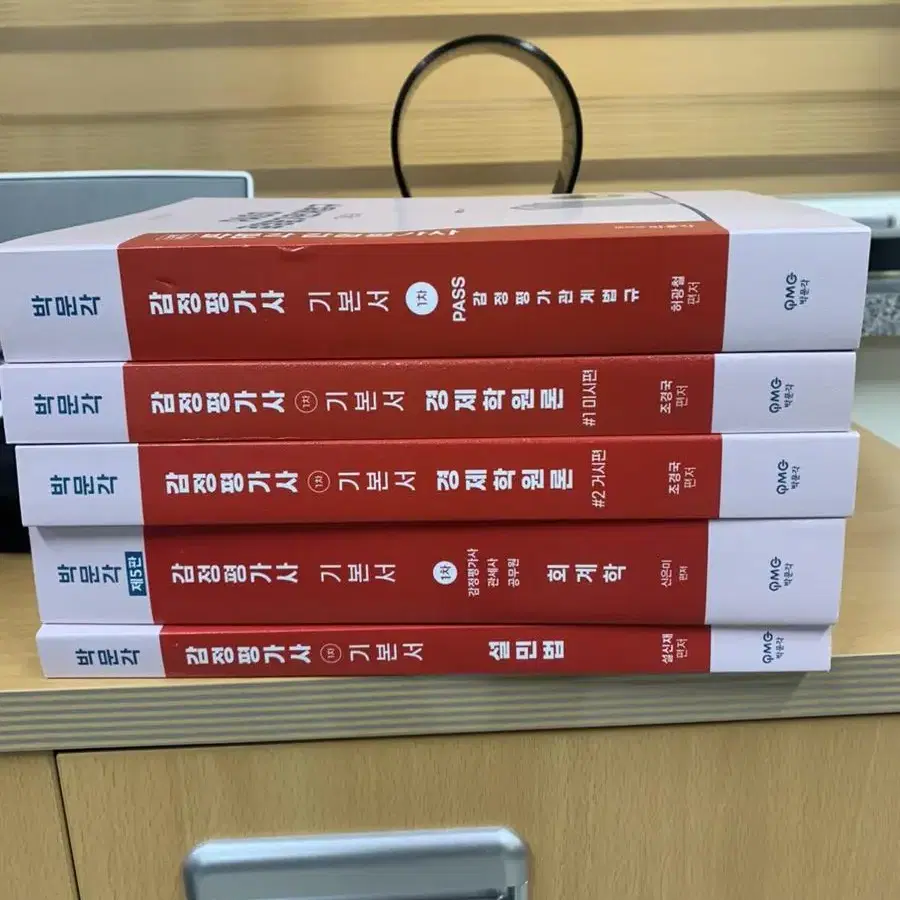 박문각 감정평가사 기본서 1차 PASS 감정평가관계법규 허광철 편저 PMG 박문각
박문각 감정평가사 1차 기본서 경제학원론 #1 미시편 조경국 편저 PMG 박문각
박문각 감정평가사 1차 기본서 경제학원론 #2 거시편 조경국 편저 PMG 박문각
박문각 제5판 감정평가사 기본서 1차 감정평가사 관세사 공무원 회계학 신은미 편저 PMG 박문각
박문각 감정평가사 1차 기본서 설민법 설신재 편저 PMG 박문각